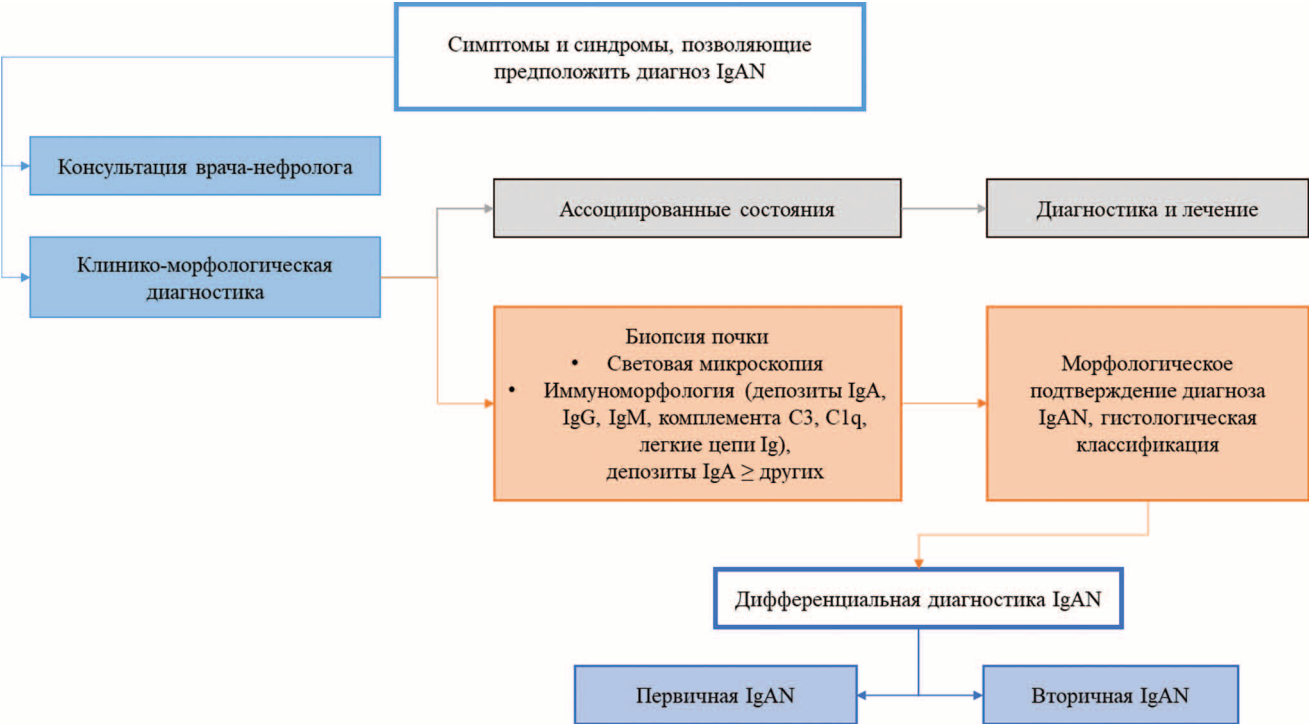 Симптомы и синдромы, позволяющие
предположить диагноз IgAN
Консультация врача-нефролога
Ассоциированные состояния
Диагностика и лечение
Клинико-морфологическая
диагностика
Биопсия почки
• Световая микроскопия
• Иммуноморфология (депозиты IgA,
IgG, IgM, комплемента C3, C1q,
легкие цепи Ig),
депозиты IgA ≥ других
Морфологическое
подтверждение диагноза
IgAN, гистологическая
классификация
Дифференциальная диагностика IgAN
Первичная IgAN
Вторичная IgAN